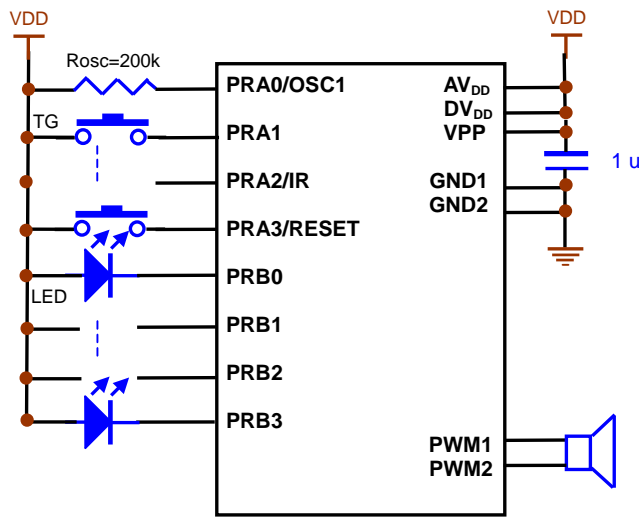 VDD
VDD
Rosc=200k
PRA0/OSC1
TG
PRA1
PRA2/IR
PRA3/RESET
PRB0
LED
PRB1
PRB2
PRB3
AVDD
DVDD
VPP
1 u
GND1
GND2
PWM1
PWM2